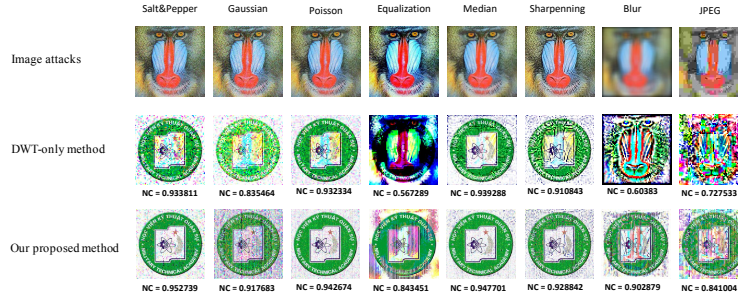 Salt&Pepper Gaussian Poisson Equalization Median Sharpenning Blur JPEG
Image attacks
DWT-only method
NC = 0.933811 NC = 0.835464 NC = 0.932334 NC = 0.567289 NC = 0.939288 NC = 0.910843 NC = 0.60383 NC = 0.727533
Our proposed method
NC = 0.952739 NC = 0.917683 NC = 0.942674 NC = 0.843451 NC = 0.947701 NC = 0.928842 NC = 0.902879 NC = 0.841004